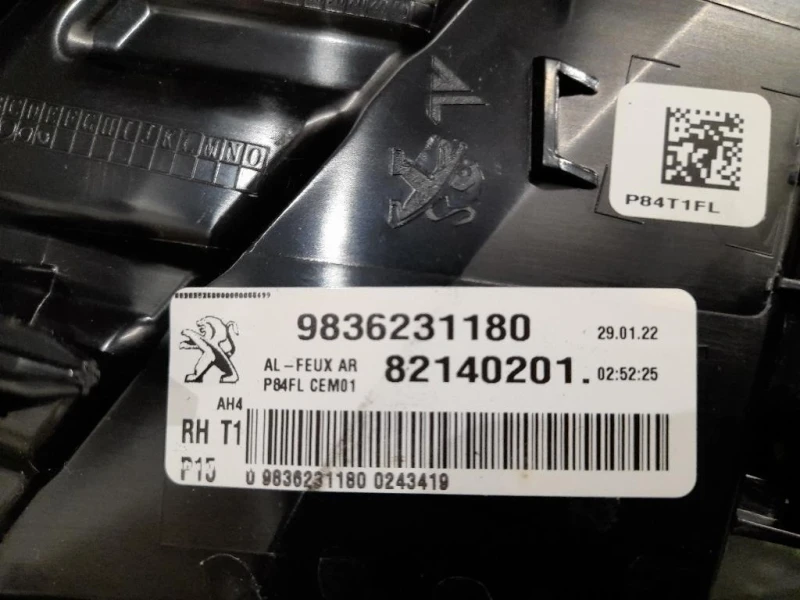 C D E F G H I J K L M N O
P84T1FL
9836231180 29.01.22
AL-FEUX AR 82140201. 02:52:25
P84FL CEM01
AH4
RH T1
P15 0 9836231180 0243419